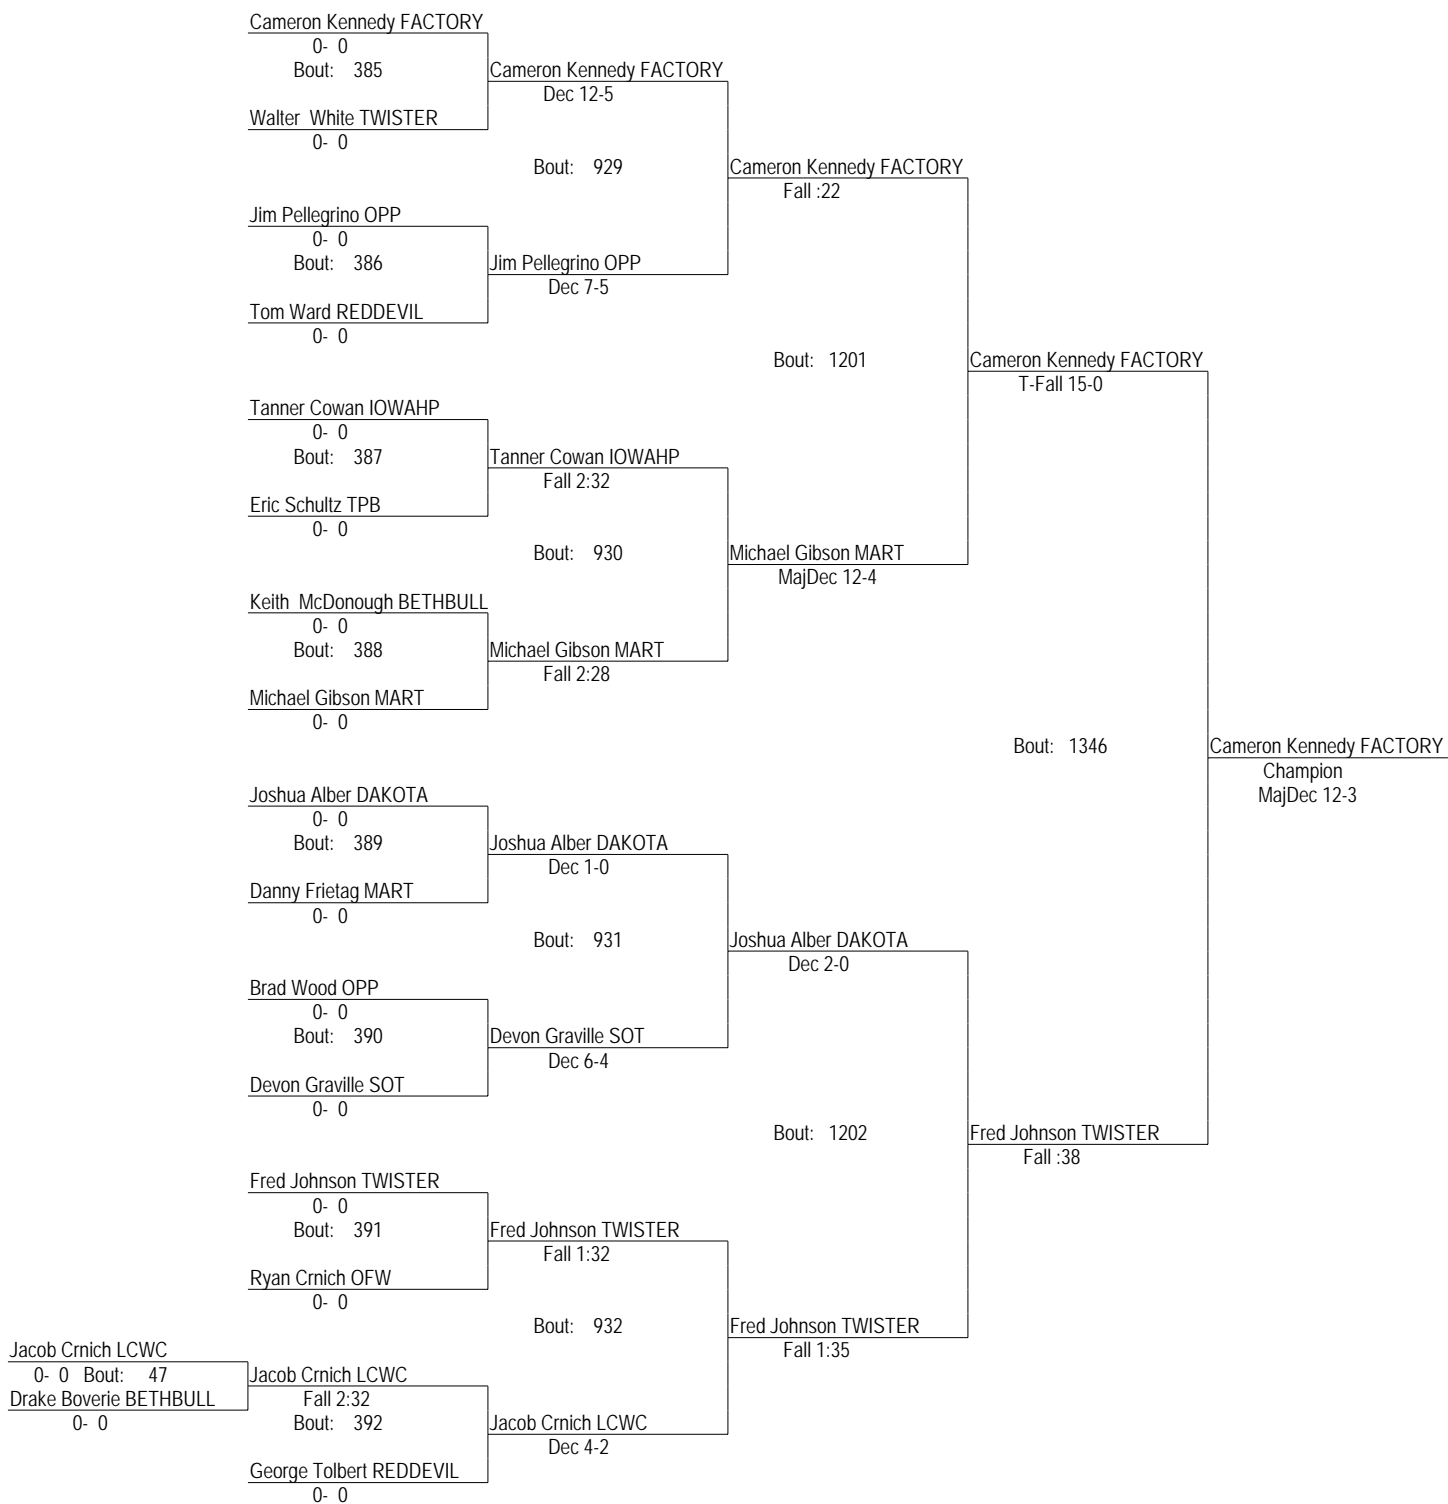 Cameron Kennedy FACTORY
0- 0
Bout: 385
Cameron Kennedy FACTORY
Dec 12-5
Walter White TWISTER
0- 0
Bout: 929
Cameron Kennedy FACTORY
Fall :22
Jim Pellegrino OPP
0- 0
Bout: 386
Jim Pellegrino OPP
Dec 7-5
Tom Ward REDDEVIL
0- 0
Bout: 1201
Cameron Kennedy FACTORY
T-Fall 15-0
Tanner Cowan IOWAHP
0- 0
Bout: 387
Tanner Cowan IOWAHP
Fall 2:32
Eric Schultz TPB
0- 0
Bout: 930
Michael Gibson MART
MajDec 12-4
Keith McDonough BETHBULL
0- 0
Bout: 388
Michael Gibson MART
Fall 2:28
Michael Gibson MART
0- 0
Bout: 1346
Cameron Kennedy FACTORY
Champion
MajDec 12-3
Joshua Alber DAKOTA
0- 0
Bout: 389
Joshua Alber DAKOTA
Dec 1-0
Danny Frietag MART
0- 0
Bout: 931
Joshua Alber DAKOTA
Dec 2-0
Brad Wood OPP
0- 0
Bout: 390
Devon Graville SOT
Dec 6-4
Devon Graville SOT
0- 0
Bout: 1202
Fred Johnson TWISTER
Fall :38
Fred Johnson TWISTER
0- 0
Bout: 391
Fred Johnson TWISTER
Fall 1:32
Ryan Crnich OFW
0- 0
Bout: 932
Fred Johnson TWISTER
Fall 1:35
Jacob Crnich LCWC
0- 0 Bout: 47
Drake Boverie BETHBULL
0- 0
Jacob Crnich LCWC
Fall 2:32
Bout: 392
Jacob Crnich LCWC
Dec 4-2
George Tolbert REDDEVIL
0- 0